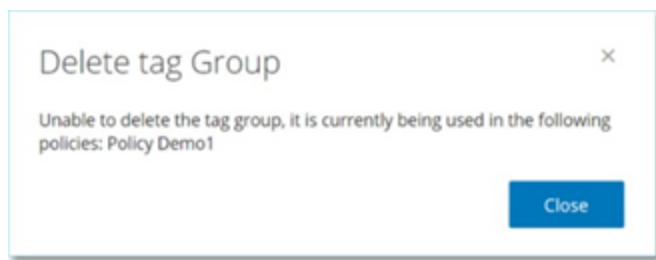 Delete tag Group
Unable to delete the tag group, it is currently being used in the following
policies: Policy Demo1
Close